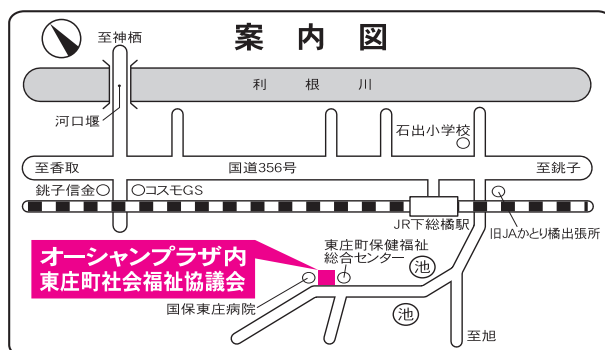 案内図
至神栖
利根川
河口堰
石出小学校
至香取
国道356号
至銚子
銚子信金
コスモGS
JR下総橘駅
旧JAかとり橘出張所
オーシャンプラザ内
東庄町社会福祉協議会
東庄町保健福祉
総合センター
池
国保東庄病院
池
至旭